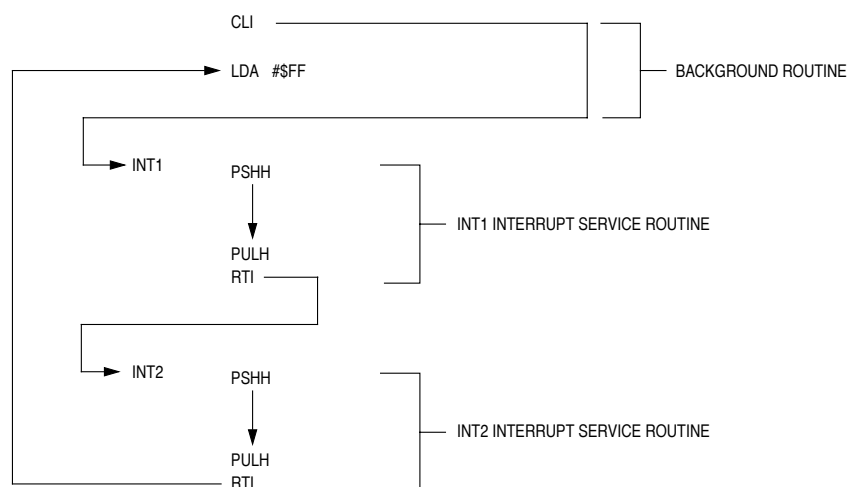 CLI
LDA #$FF
BACKGROUND ROUTINE
INT1
PSHH
INT1 INTERRUPT SERVICE ROUTINE
PULH
RTI
INT2
PSHH
INT2 INTERRUPT SERVICE ROUTINE
PULH
RTI